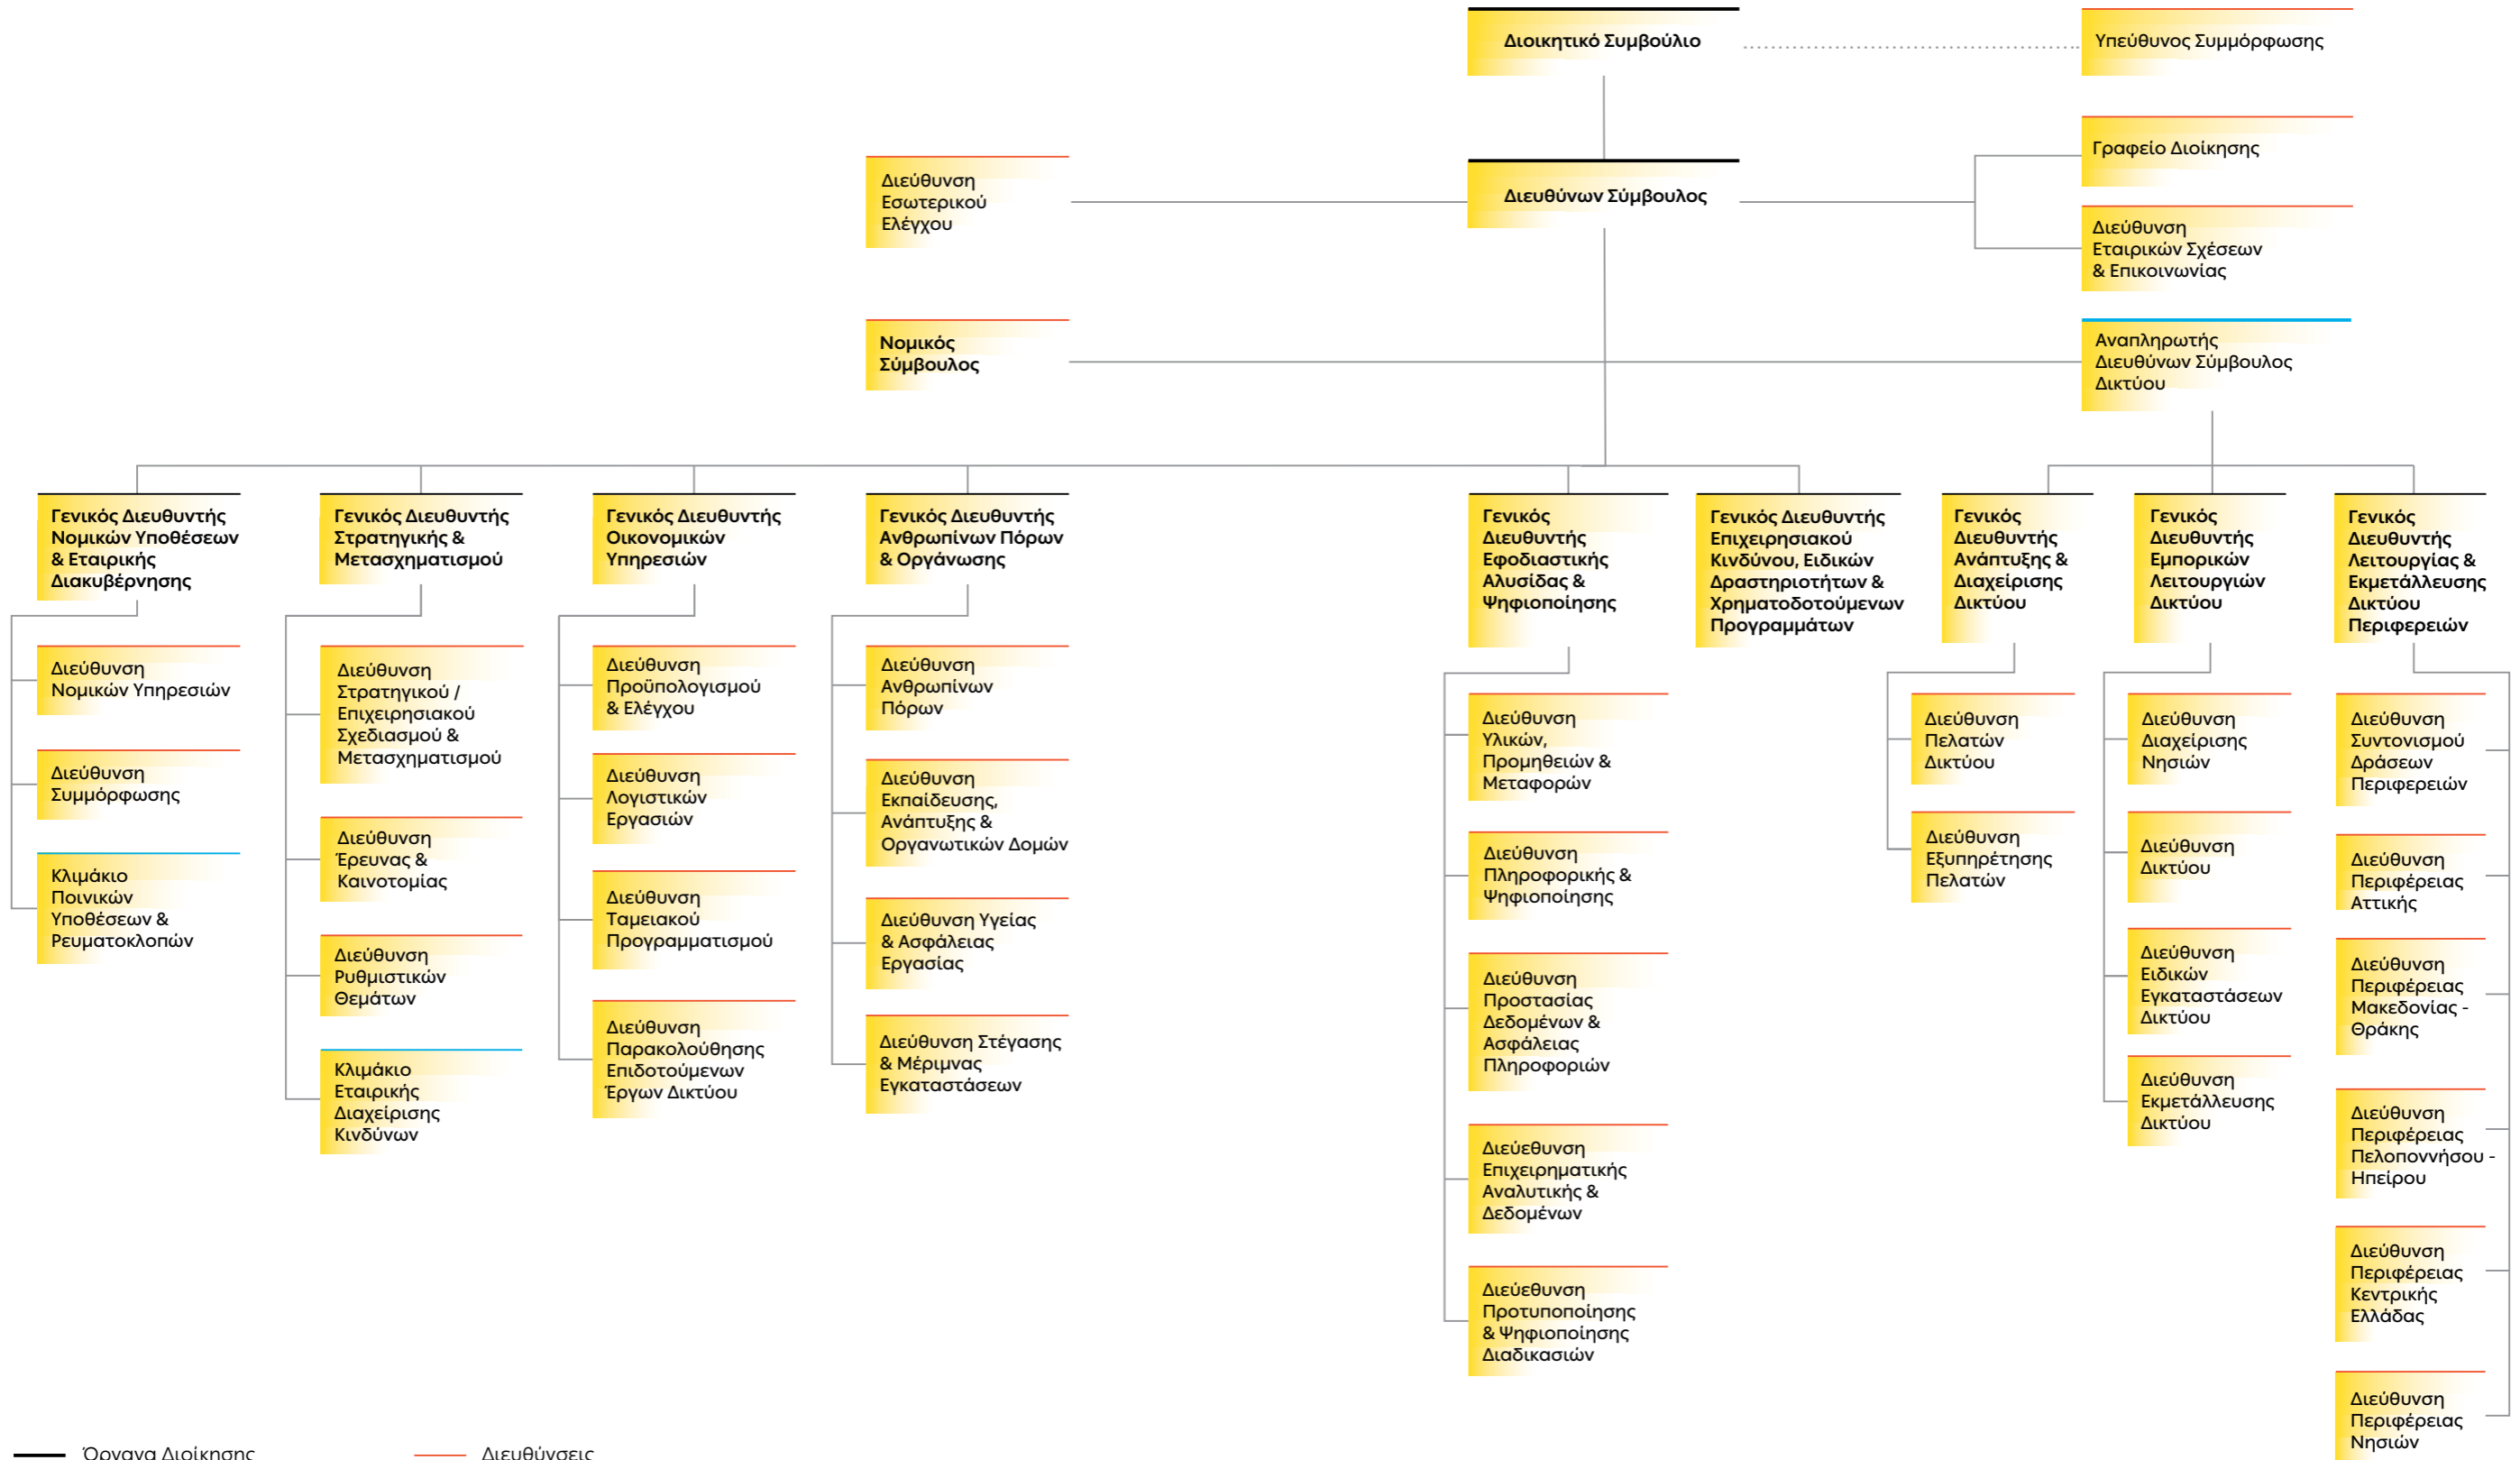 Διοικητικό Συμβούλιο
Υπεύθυνος Συμμόρφωσης
Γραφείο Διοίκησης
Διεύθυνση
Εσωτερικού
Ελέγχου
Διευθύνων Σύμβουλος
Διεύθυνση
Εταιρικών Σχέσεων
& Επικοινωνίας
Νομικός
Σύμβουλος
Αναπληρωτής
Διευθύνων Σύμβουλος
Δικτύου
Γενικός Διευθυντής
Νομικών Υποθέσεων
& Εταιρικής
Διακυβέρνησης
Γενικός Διευθυντής
Στρατηγικής &
Μετασχηματισμού
Γενικός Διευθυντής
Οικονομικών
Υπηρεσιών
Γενικός Διευθυντής
Ανθρωπίνων Πόρων
& Οργάνωσης
Γενικός
Διευθυντής
Εφοδιαστικής
Αλυσίδας &
Ψηφιοποίησης
Γενικός Διευθυντής
Επιχειρησιακού
Κινδύνου, Ειδικών
Δραστηριοτήτων &
Χρηματοδοτούμενων
Προγραμμάτων
Γενικός
Διευθυντής
Ανάπτυξης &
Διαχείρισης
Δικτύου
Γενικός
Διευθυντής
Εμπορικών
Λειτουργιών
Δικτύου
Γενικός
Διευθυντής
Λειτουργίας &
Εκμετάλλευσης
Δικτύου
Περιφερειών
Διεύθυνση
Νομικών Υπηρεσιών
Διεύθυνση
Συμμόρφωσης
Κλιμάκιο
Ποινικών
Υποθέσεων &
Ρευματοκλοπών
Διεύθυνση
Στρατηγικού /
Επιχειρησιακού
Σχεδιασμού &
Μετασχηματισμού
Διεύθυνση
Έρευνας &
Καινοτομίας
Διεύθυνση
Ρυθμιστικών
Θεμάτων
Κλιμάκιο
Εταιρικής
Διαχείρισης
Κινδύνων
Διεύθυνση
Προϋπολογισμού
& Ελέγχου
Διεύθυνση
Λογιστικών
Εργασιών
Διεύθυνση
Ταμειακού
Προγραμματισμού
Διεύθυνση
Παρακολούθησης
Επιδοτούμενων
Έργων Δικτύου
Διεύθυνση
Ανθρωπίνων
Πόρων
Διεύθυνση
Εκπαίδευσης,
Ανάπτυξης &
Οργανωτικών Δομών
Διεύθυνση Υγείας
& Ασφάλειας
Εργασίας
Διεύθυνση Στέγασης
& Μέριμνας
Εγκαταστάσεων
Διεύθυνση
Υλικών,
Προμηθειών &
Μεταφορών
Διεύθυνση
Πληροφορικής &
Ψηφιοποίησης
Διεύθυνση
Προστασίας
Δεδομένων &
Ασφάλειας
Πληροφοριών
Διεύεθυνση
Επιχειρηματικής
Αναλυτικής &
Δεδομένων
Διεύεθυνση
Προτυποποίησης
& Ψηφιοποίησης
Διαδικασιών
Διεύθυνση
Πελατών
Δικτύου
Διεύθυνση
Εξυπηρέτησης
Πελατών
Διεύθυνση
Διαχείρισης
Νησιών
Διεύθυνση
Δικτύου
Διεύθυνση
Ειδικών
Εγκαταστάσεων
Δικτύου
Διεύθυνση
Εκμετάλλευσης
Δικτύου
Διεύθυνση
Συντονισμού
Δράσεων
Περιφερειών
Διεύθυνση
Περιφέρειας
Αττικής
Διεύθυνση
Περιφέρειας
Μακεδονίας -
Θράκης
Διεύθυνση
Περιφέρειας
Πελοποννήσου -
Ηπείρου
Διεύθυνση
Περιφέρειας
Κεντρικής
Ελλάδας
Διεύθυνση
Περιφέρειας
Νησιών
Όργανα Διοίκησης
Διευθύνσεις